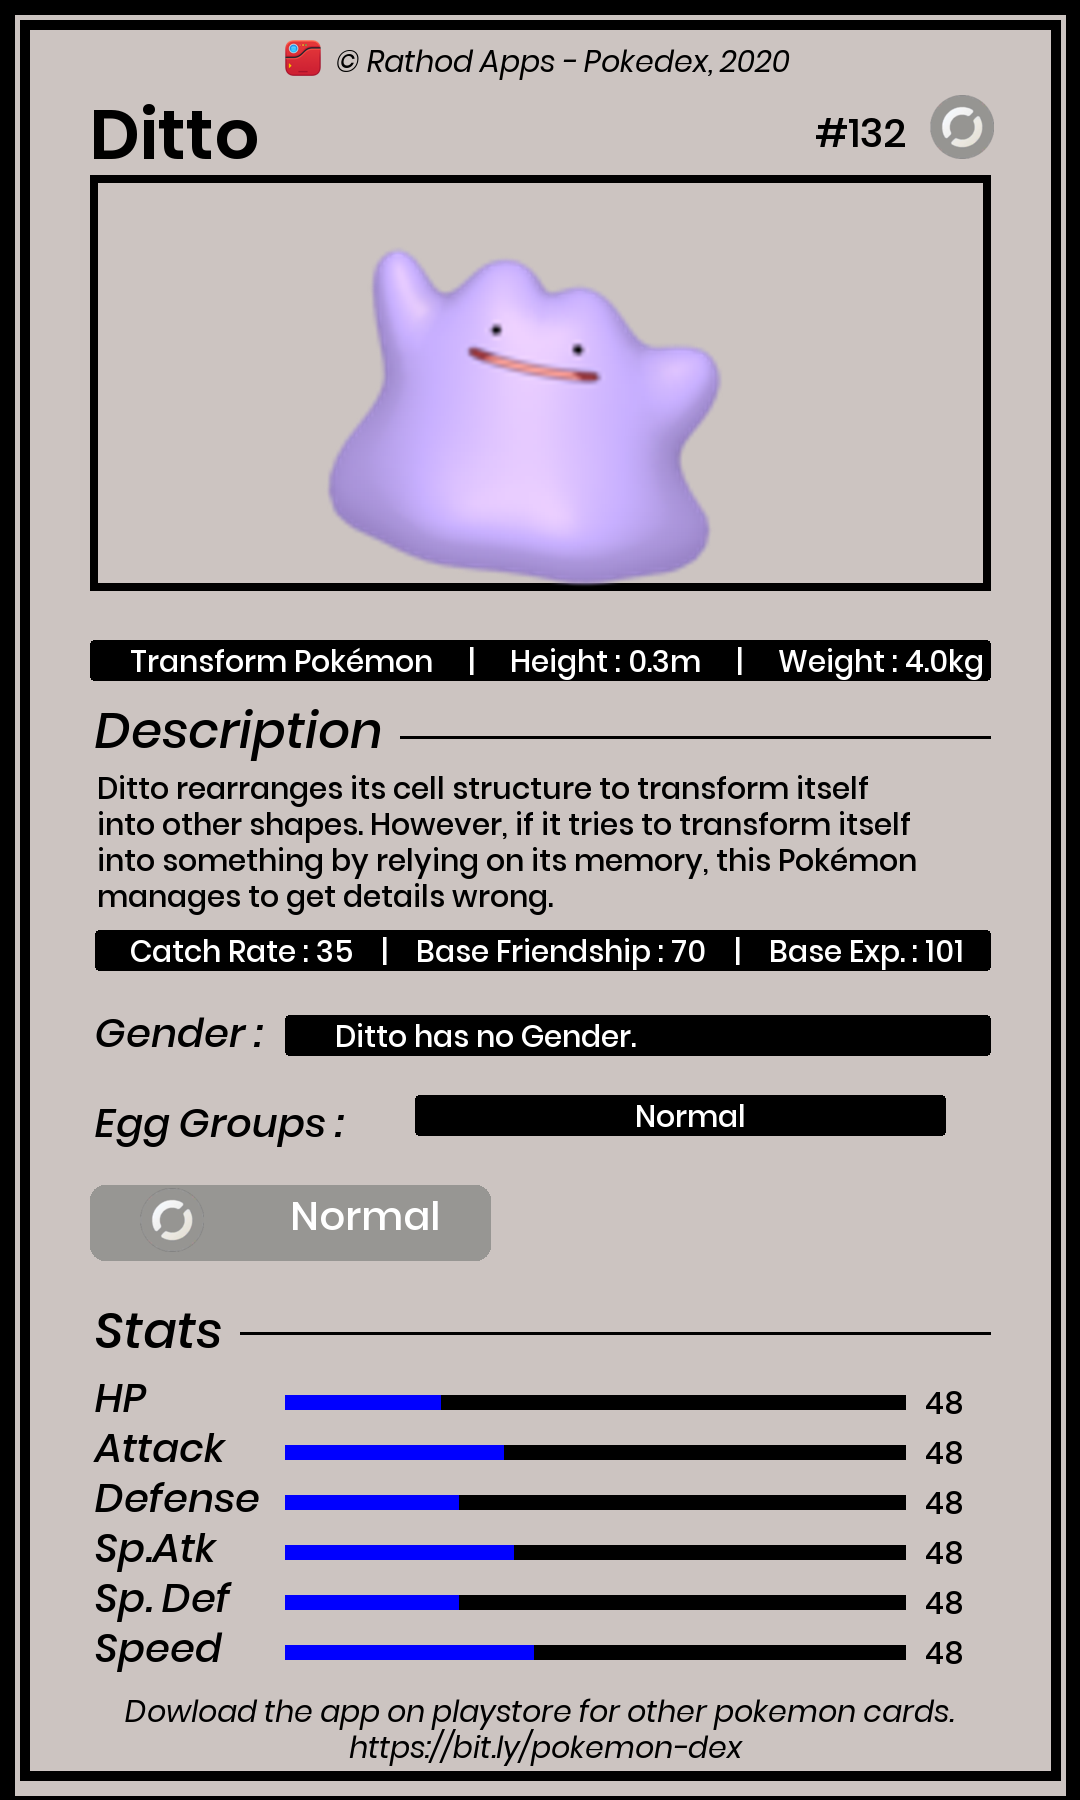 © Rathod Apps - Pokedex, 2020
Ditto #132
Transform Pokémon | Height : 0.3m | Weight : 4.0kg
Description
Ditto rearranges its cell structure to transform itself
into other shapes. However, if it tries to transform itself
into something by relying on its memory, this Pokémon
manages to get details wrong.
Catch Rate : 35 | Base Friendship : 70 | Base Exp. : 101
Gender : Ditto has no Gender.
Egg Groups : Normal
Normal
Stats
HP 48
Attack 48
Defense 48
Sp.Atk 48
Sp. Def 48
Speed 48
Dowload the app on playstore for other pokemon cards.
https://bit.ly/pokemon-dex